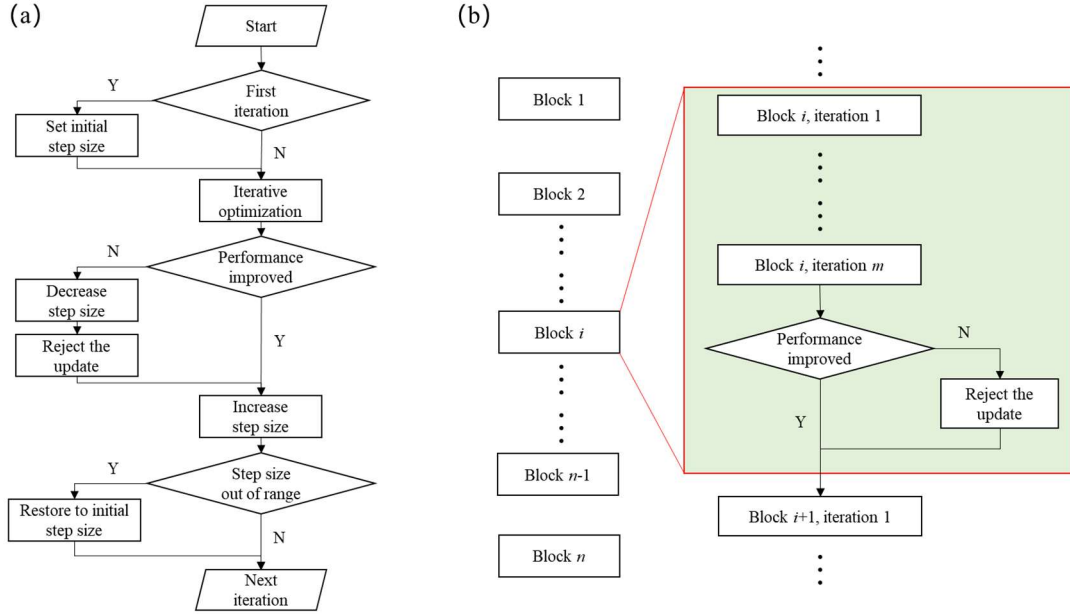 (a)
Start
Y
First
iteration
Set initial
step size
N
Iterative
optimization
N
Performance
improved
Decrease
step size
Reject the
update
Y
Increase
step size
Y
Step size
out of range
Restore to initial
step size
N
Next
iteration
(b)
Block 1
Block 2
Block i
Block n-1
Block n
Block i, iteration 1
Block i, iteration m
Performance
improved
N
Reject the
update
Y
Block i+1, iteration 1